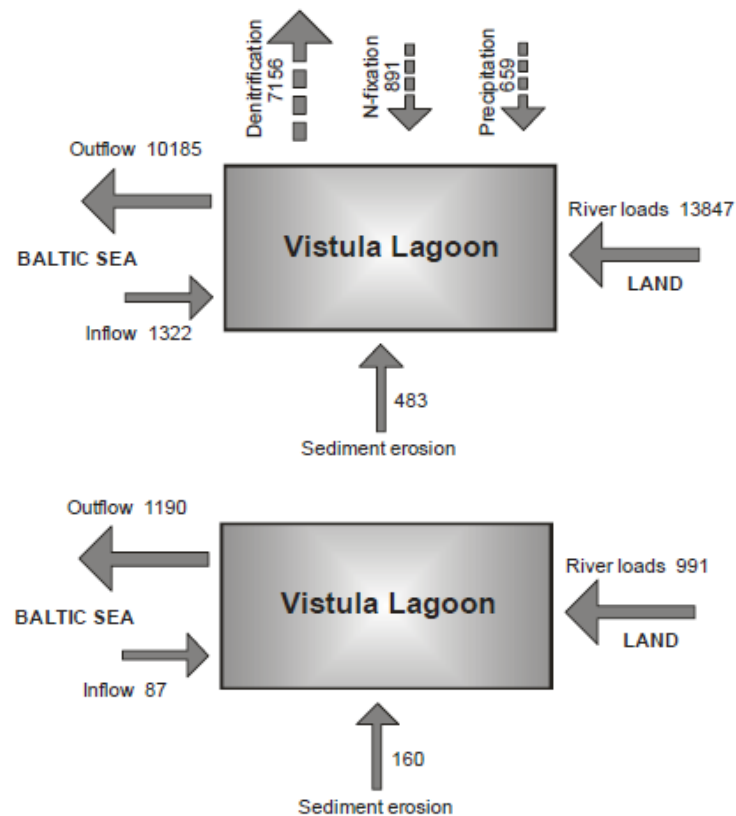 Denitrification
7156
N-fixation
891
Precipitation
659
Outflow 10185
River loads 13847
Vistula Lagoon
BALTIC SEA
LAND
Inflow 1322
483
Sediment erosion
Outflow 1190
River loads 991
Vistula Lagoon
BALTIC SEA
LAND
Inflow 87
160
Sediment erosion